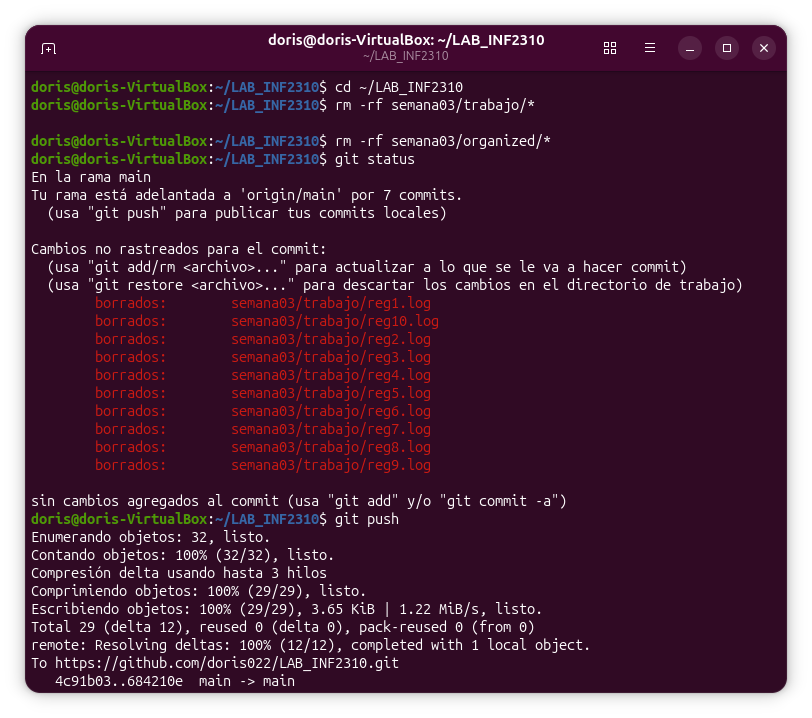 doris@doris-VirtualBox: ~/LAB_INF2310
~/LAB_INF2310
doris@doris-VirtualBox:~/LAB_INF2310$ cd ~/LAB_INF2310
doris@doris-VirtualBox:~/LAB_INF2310$ rm -rf semana03/trabajo/*
doris@doris-VirtualBox:~/LAB_INF2310$ rm -rf semana03/organized/*
doris@doris-VirtualBox:~/LAB_INF2310$ git status
En la rama main
Tu rama está adelantada a 'origin/main' por 7 commits.
(usa "git push" para publicar tus commits locales)
Cambios no rastreados para el commit:
(usa "git add/rm <archivo>..." para actualizar a lo que se le va a hacer commit)
(usa "git restore <archivo>..." para descartar los cambios en el directorio de trabajo)
borrados: semana03/trabajo/reg1.log
borrados: semana03/trabajo/reg10.log
borrados: semana03/trabajo/reg2.log
borrados: semana03/trabajo/reg3.log
borrados: semana03/trabajo/reg4.log
borrados: semana03/trabajo/reg5.log
borrados: semana03/trabajo/reg6.log
borrados: semana03/trabajo/reg7.log
borrados: semana03/trabajo/reg8.log
borrados: semana03/trabajo/reg9.log
sin cambios agregados al commit (usa "git add" y/o "git commit -a")
doris@doris-VirtualBox:~/LAB_INF2310$ git push
Enumerando objetos: 32, listo.
Contando objetos: 100% (32/32), listo.
Compresión delta usando hasta 3 hilos
Comprimiendo objetos: 100% (29/29), listo.
Escribiendo objetos: 100% (29/29), 3.65 KiB | 1.22 MiB/s, listo.
Total 29 (delta 12), reused 0 (delta 0), pack-reused 0 (from 0)
remote: Resolving deltas: 100% (12/12), completed with 1 local object.
To https://github.com/doris022/LAB_INF2310.git
4c91b03..684210e  main -> main